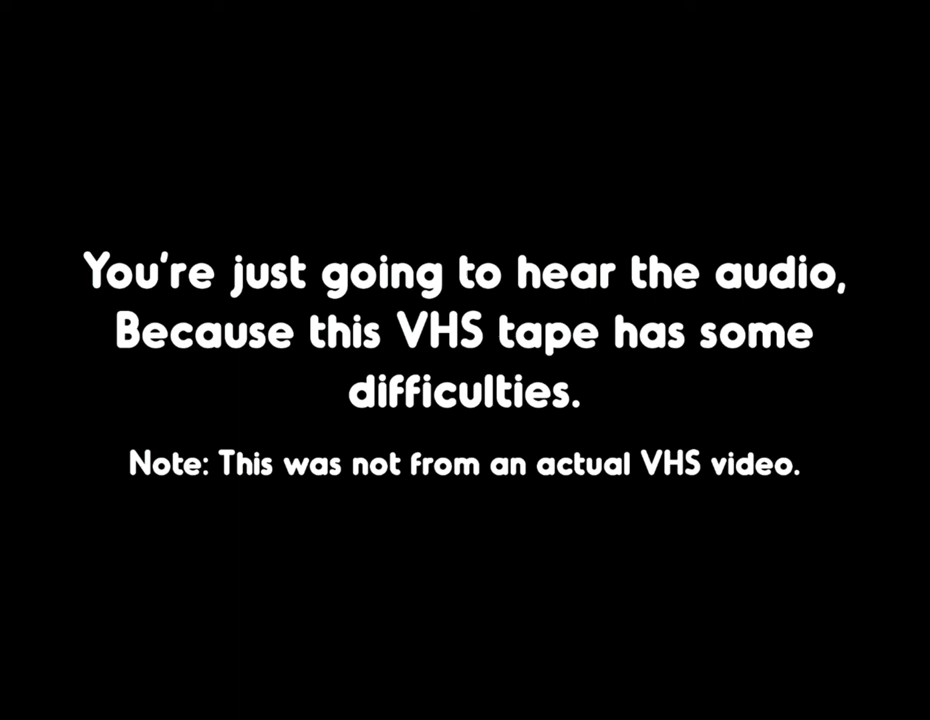 You're just going to hear the audio,
Because this VHS tape has some
difficulties.
Note: This was not from an actual VHS video.